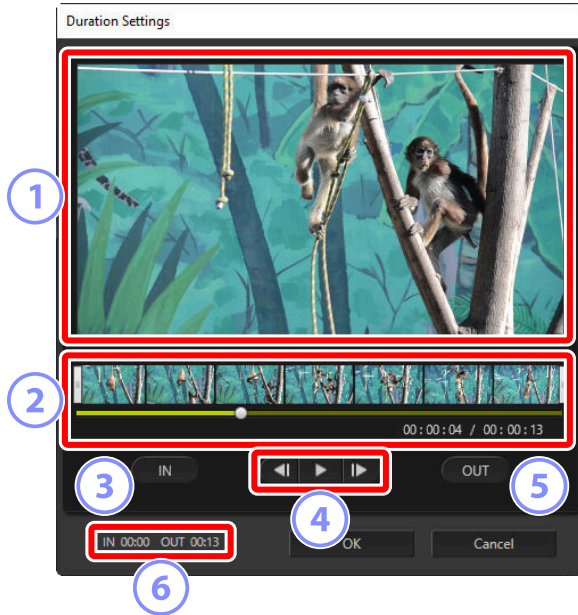 Duration Settings
1
2
00:00:04 / 00:00:13
3
IN
4
OUT
5
IN 00:00 OUT 00:13
OK
Cancel
6